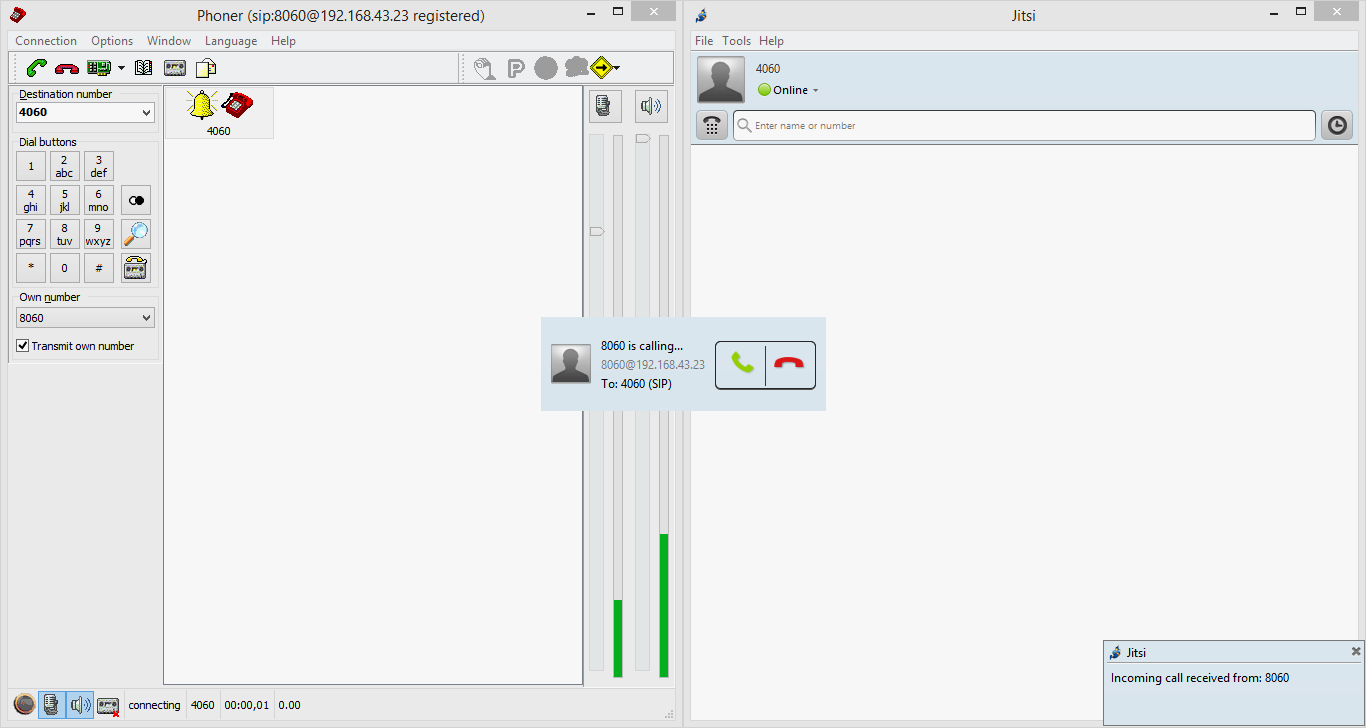 Phoner (sip:8060@192.168.43.23 registered)
Connection Options Window Language Help
P
Destination number
4060
Dial buttons
1
2 abc
3 def
4 ghi
5 jkl
6 mno
7 pqrs
8 tuv
9 wxyz
*
0
#
Own number
8060
Transmit own number
4060
connecting 4060 00:00,01 0.00
Jitsi
File Tools Help
4060
Online
Enter name or number
8060 is calling...
8060@192.168.43.23
To: 4060 (SIP)
Jitsi
Incoming call received from: 8060